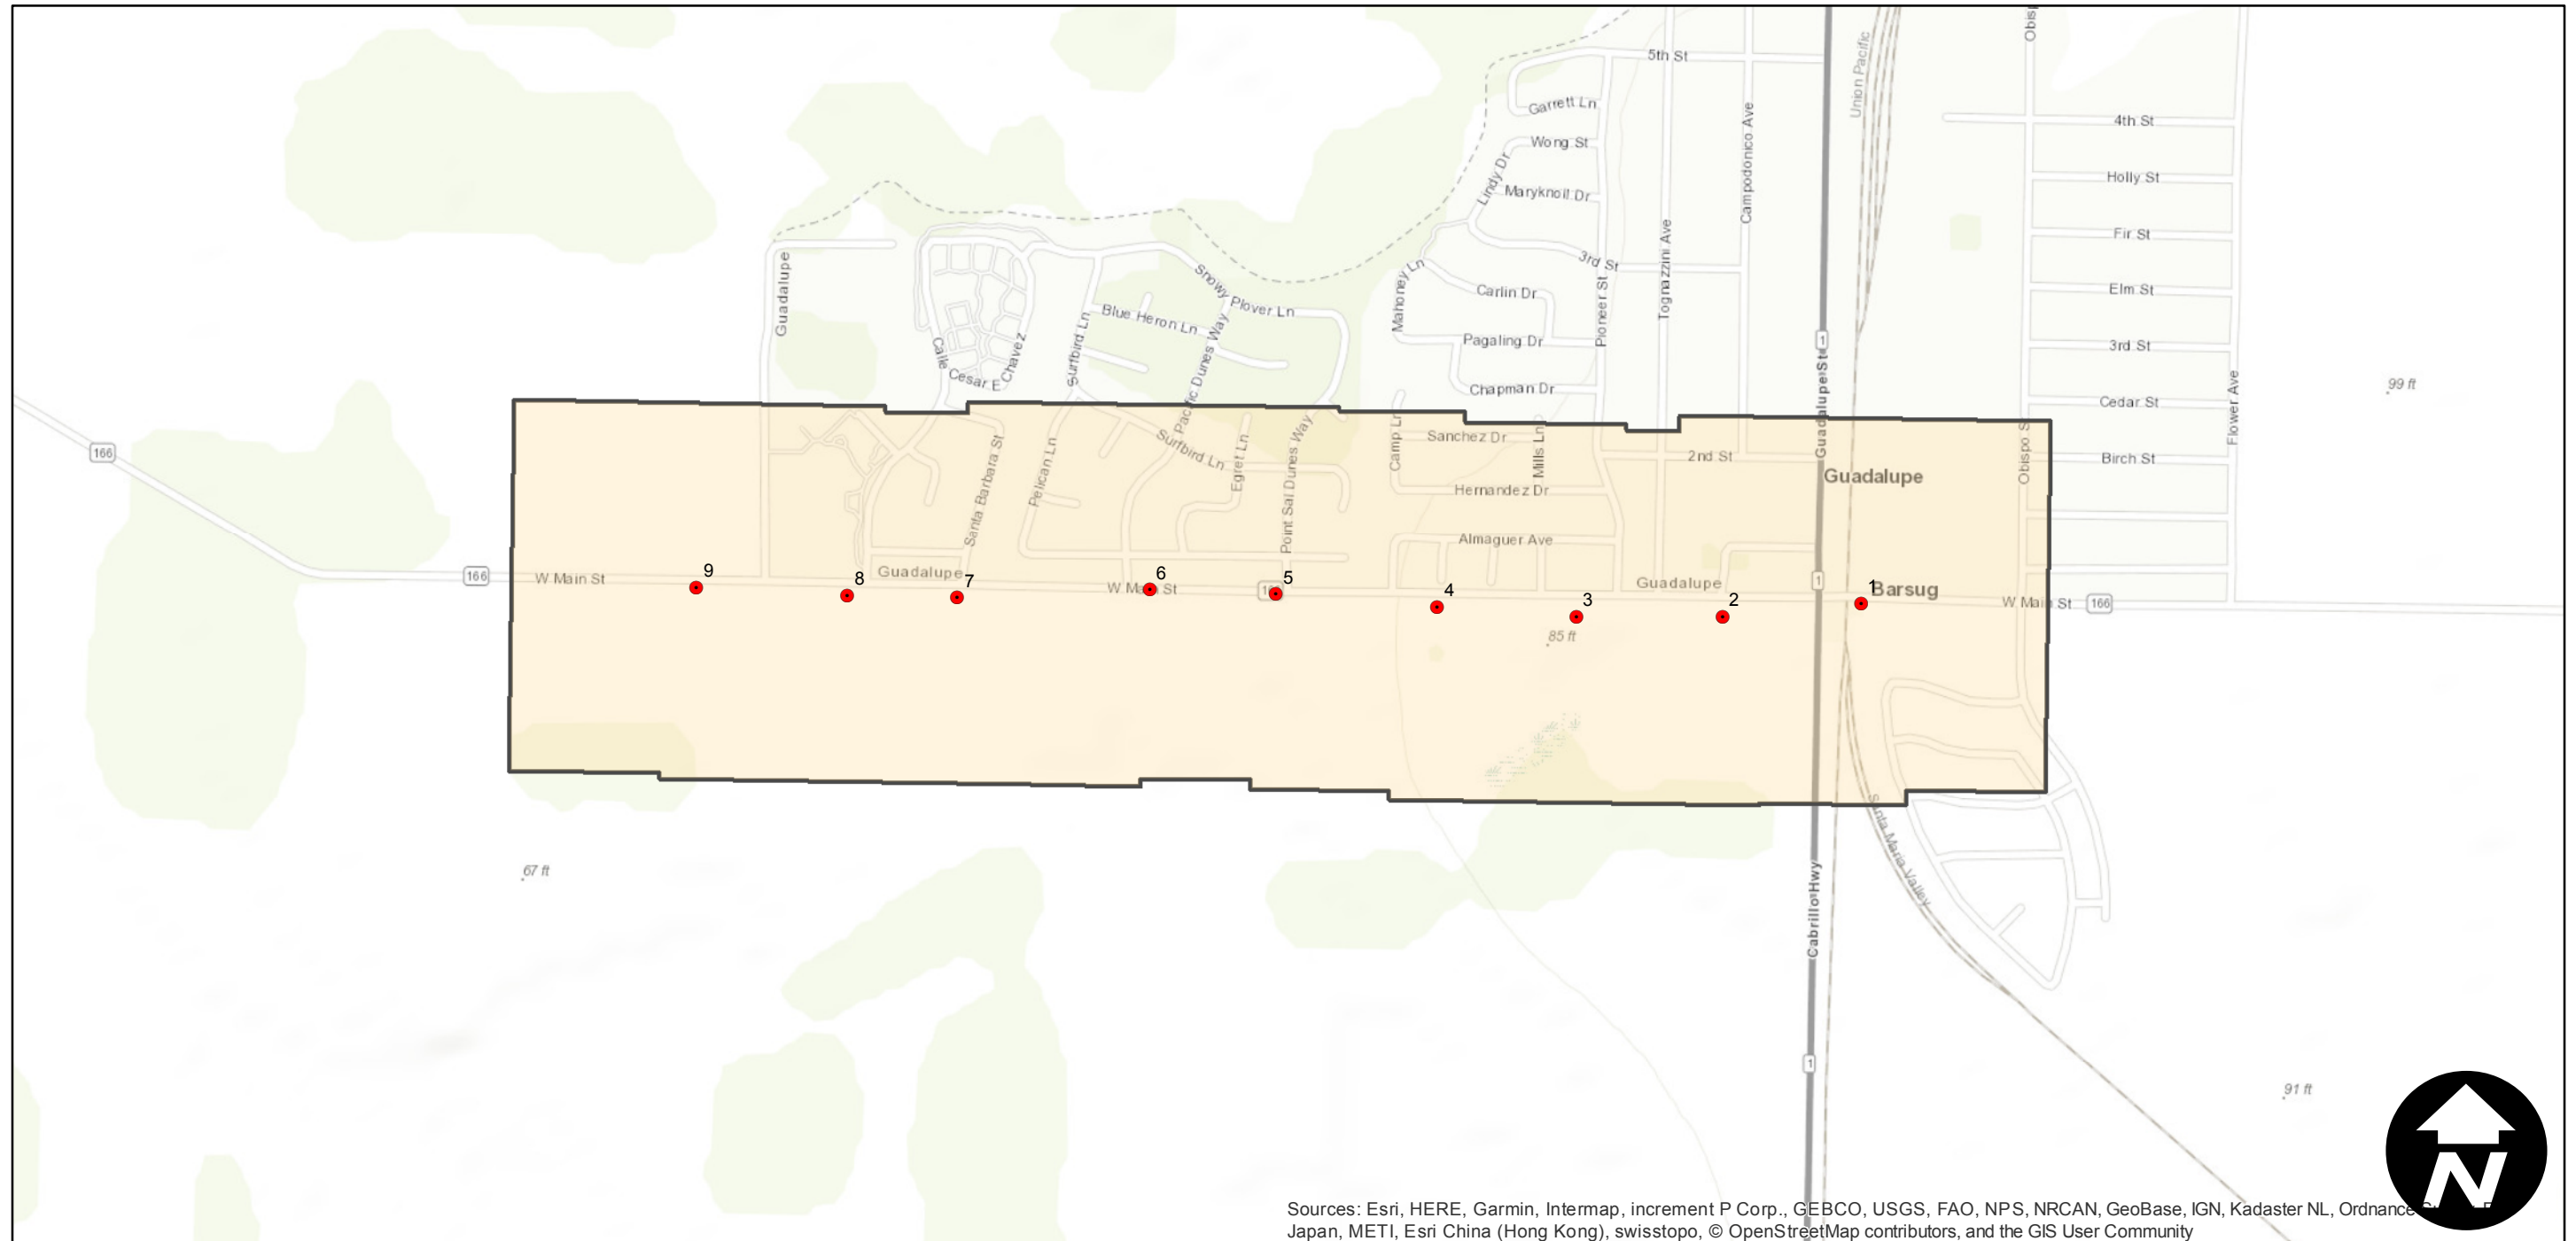 Obisp
Union Pacific
5th St
Garrett Ln
Campodonico Ave
4th St
Wong St
Lindy Dr
Maryknoll Dr
Holly St
Tognazzini Ave
Fir St
3rd St
Guadalupe
Snowy Plover Ln
Mahoney Ln
Carlin Dr
Pioneer St
Elm St
Blue Heron Ln
Surfbird Ln
Pacific Dunes Way
Pagaling Dr
1
3rd St
Calle Cesar E Chavez
Guadalupe St
Chapman Dr
99 ft
Cedar St
Flower Ave
166
Santa Barbara St
Pelican Ln
Surfbird Ln
Egret Ln
Point Sal Dunes Way
Camp Ln
Sanchez Dr
Mills Ln
2nd St
Guadalupe
Obispo S
Birch St
Hernandez Dr
Almaguer Ave
166
W Main St
9
8
Guadalupe
7
6
W Main St
5
4
3
Guadalupe
2
1
1
Barsug
W Main St
166
85 ft
67 ft
Santa Maria Valley
Cabrillo Hwy
1
91 ft
N
Sources: Esri, HERE, Garmin, Intermap, increment P Corp., GEBCO, USGS, FAO, NPS, NRCAN, GeoBase, IGN, Kadaster NL, Ordnance
Japan, METI, Esri China (Hong Kong), swisstopo, © OpenStreetMap contributors, and the GIS User Community